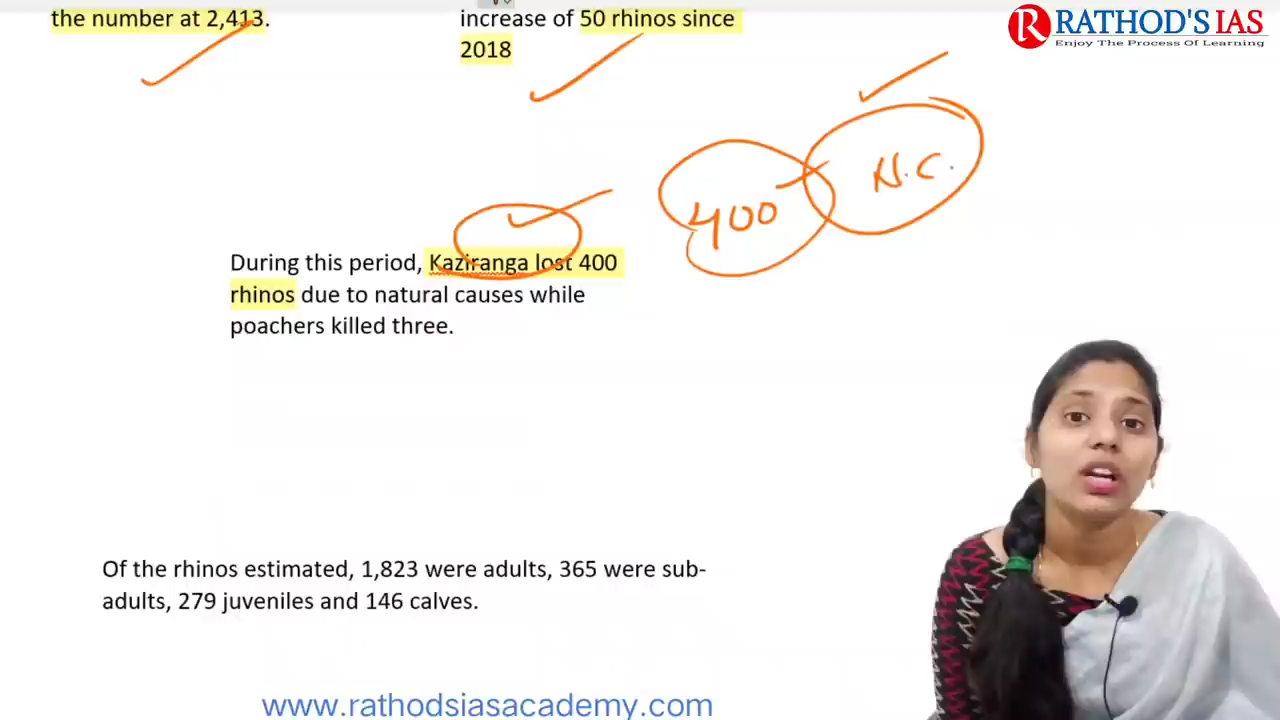 the number at 2,413.
increase of 50 rhinos since
2018
RATHOD'S IAS
Enjoy The Process Of Learning
R
400
N.C.
During this period, Kaziranga lost 400
rhinos due to natural causes while
poachers killed three.
Of the rhinos estimated, 1,823 were adults, 365 were sub-
adults, 279 juveniles and 146 calves.
www.rathodsiasacademy.com